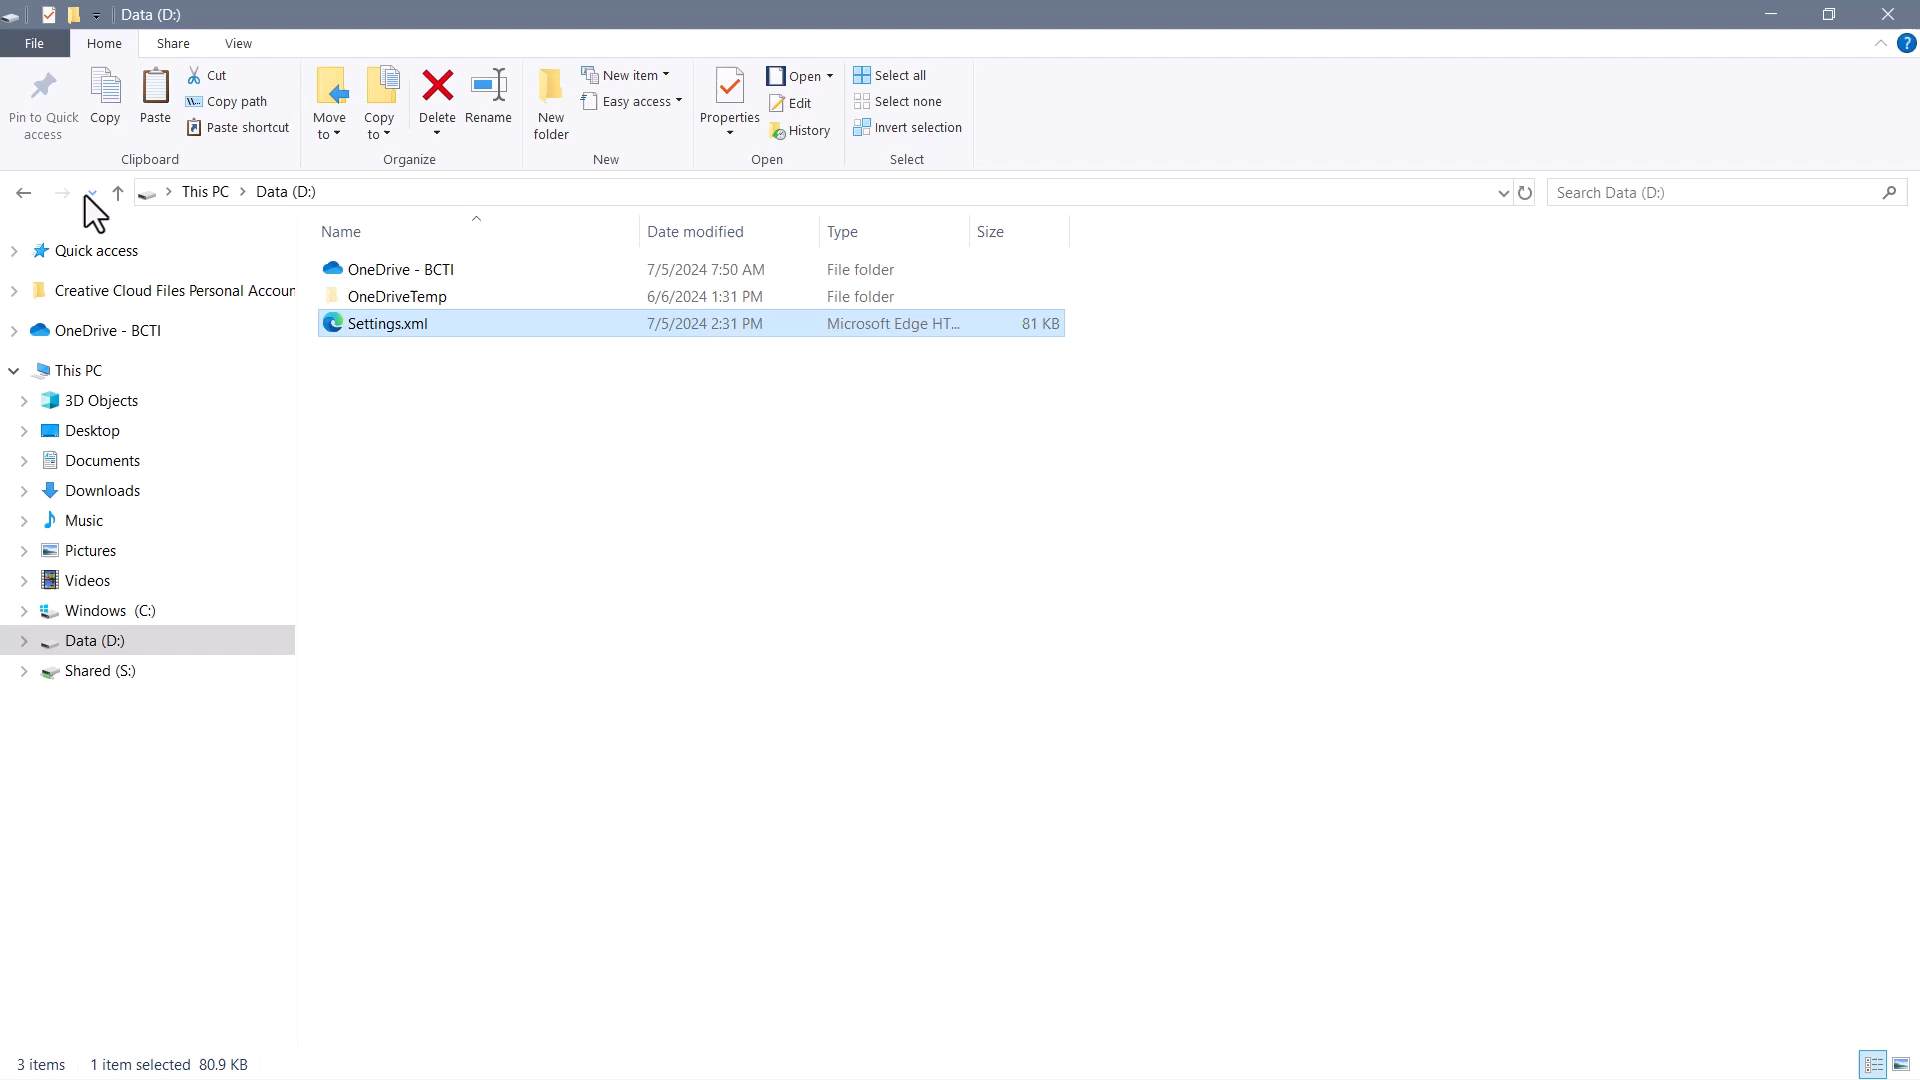 Data (D:)
File Home Share View
Pin to Quick access
Copy
Paste
Cut
Copy path
Paste shortcut
Clipboard
Move to
Copy to
Delete
Rename
Organize
New folder
New item
Easy access
New
Properties
Open
Edit
History
Open
Select all
Select none
Invert selection
Select
This PC Data (D:)
Search Data (D:)
Name Date modified Type Size
OneDrive - BCTI 7/5/2024 7:50 AM File folder
OneDriveTemp 6/6/2024 1:31 PM File folder
Settings.xml 7/5/2024 2:31 PM Microsoft Edge HT... 81 KB
Quick access
Creative Cloud Files Personal Accoun
OneDrive - BCTI
This PC
3D Objects
Desktop
Documents
Downloads
Music
Pictures
Videos
Windows (C:)
Data (D:)
Shared (S:)
3 items 1 item selected 80.9 KB